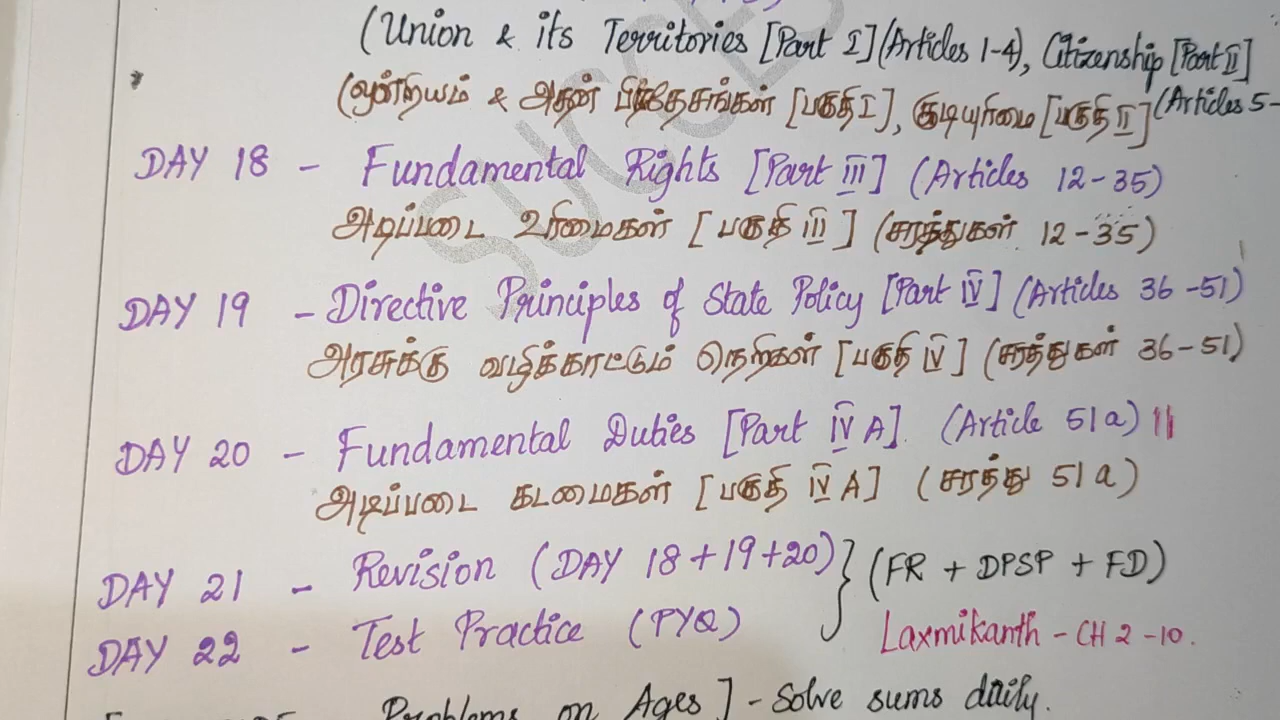 (Union & its Territories [Part I] (Articles 1-4), Citizenship [Part II]
(ஒன்றியம் & அதன் பிரதேசங்கள் [பகுதி I], குடியுரிமை [பகுதி II] (Articles 5-
DAY 18 - Fundamental Rights [Part III] (Articles 12-35)
அடிப்படை உரிமைகள் [பகுதி III] (சரத்துகள் 12-35)
DAY 19 - Directive Principles of State Policy [Part IV] (Articles 36-51)
அரசுக்கு வழிக்காட்டும் நெறிகள் [பகுதி IV] (சரத்துகள் 36-51)
DAY 20 - Fundamental Duties [Part IV A]. (Article 51a) 11
அடிப்படை கடமைகள் [பகுதி IV A] (சரத்து 51a)
DAY 21 - Revision (DAY 18+19+20) } (FR + DPSP + FD)
DAY 22 - Test Practice (PYQ) Laxmikanth - CH 2-10.
Problems on Ages] - Solve sums daily.